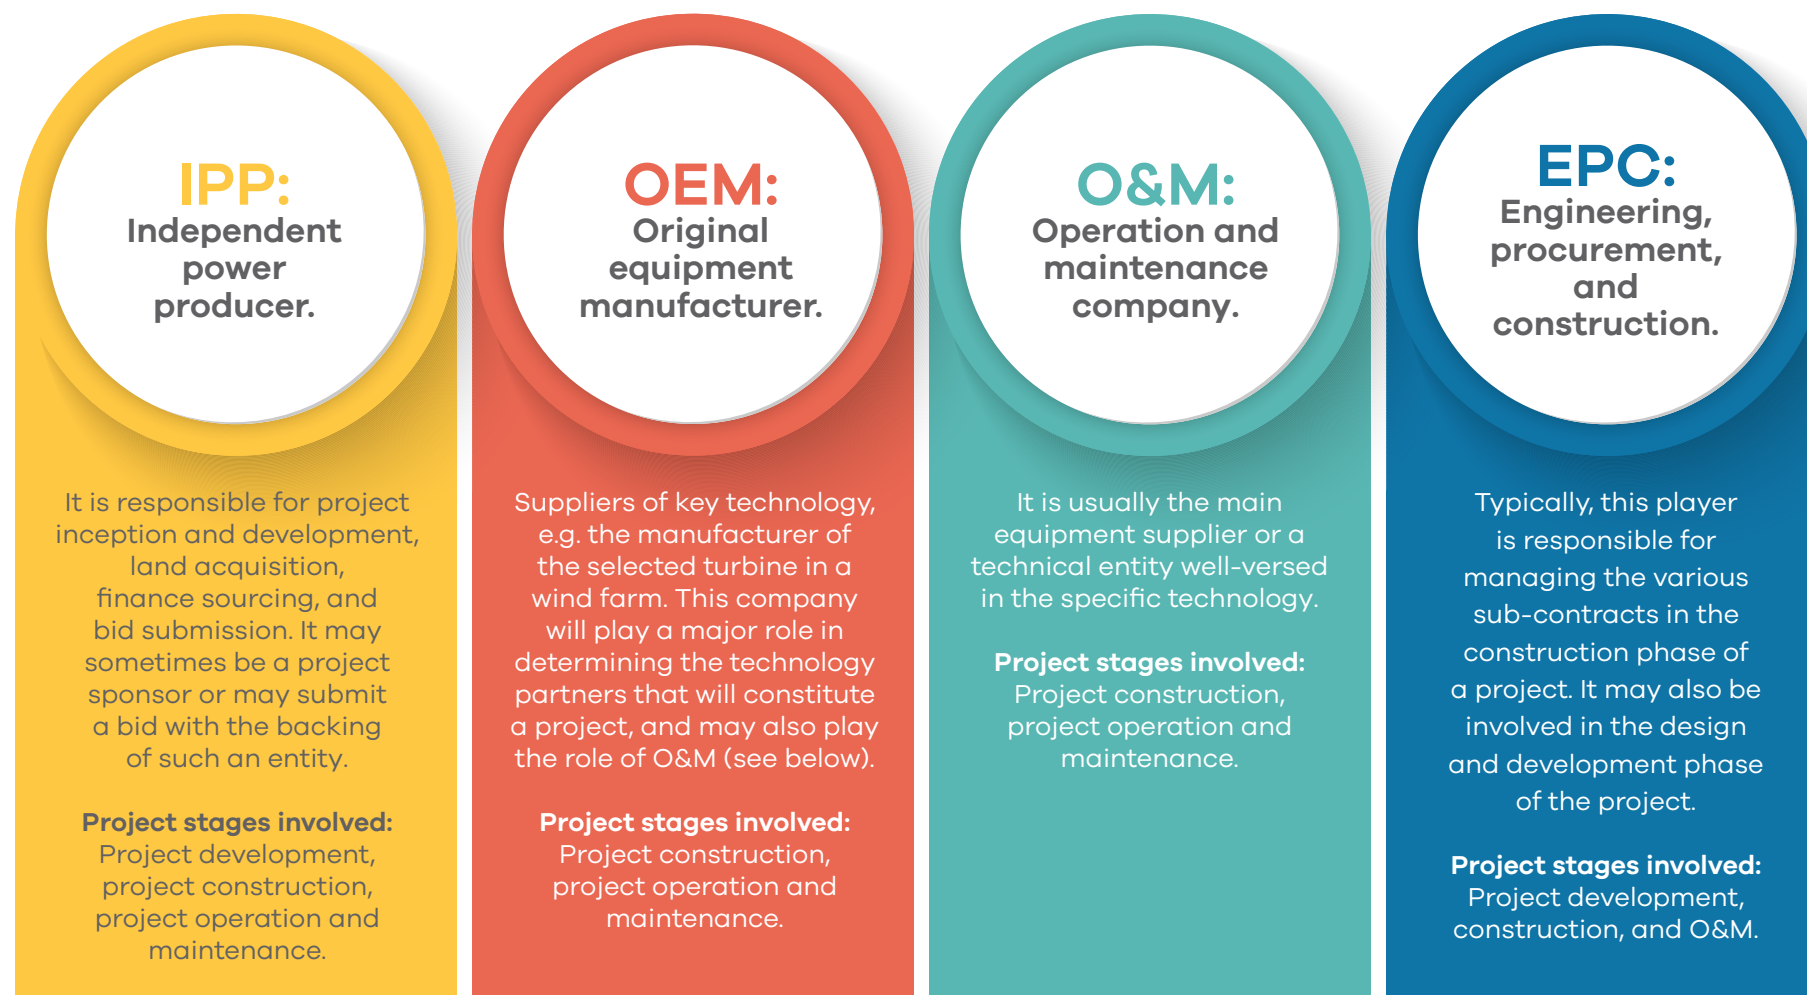 IPP:
Independent
power
producer.
It is responsible for project
inception and development,
land acquisition,
finance sourcing, and
bid submission. It may
sometimes be a project
sponsor or may submit
a bid with the backing
of such an entity.
Project stages involved:
Project development,
project construction,
project operation and
maintenance.
OEM:
Original
equipment
manufacturer.
Suppliers of key technology,
e.g. the manufacturer of
the selected turbine in a
wind farm. This company
will play a major role in
determining the technology
partners that will constitute
a project, and may also play
the role of O&M (see below).
Project stages involved:
Project construction,
project operation and
maintenance.
O&M:
Operation and
maintenance
company.
It is usually the main
equipment supplier or a
technical entity well-versed
in the specific technology.
Project stages involved:
Project construction,
project operation and
maintenance.
EPC:
Engineering,
procurement,
and
construction.
Typically, this player
is responsible for
managing the various
sub-contracts in the
construction phase of
a project. It may also be
involved in the design
and development phase
of the project.
Project stages involved:
Project development,
construction, and O&M.